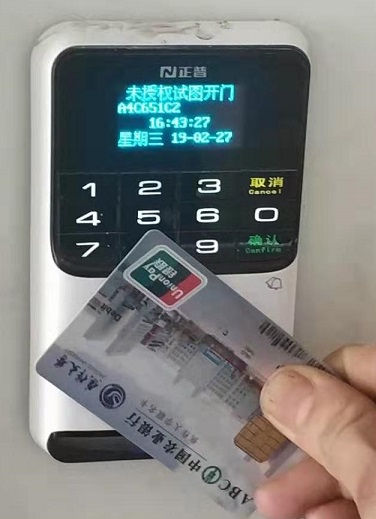 正普
未授权试图开门
A4C651C2
16:43:27
星期三 19-02-27
1 2 3 取消
Cancel
4 5 6 0
7 9 确认
Confirm
UnionPay
银联
Debit
ABC 中国农业银行